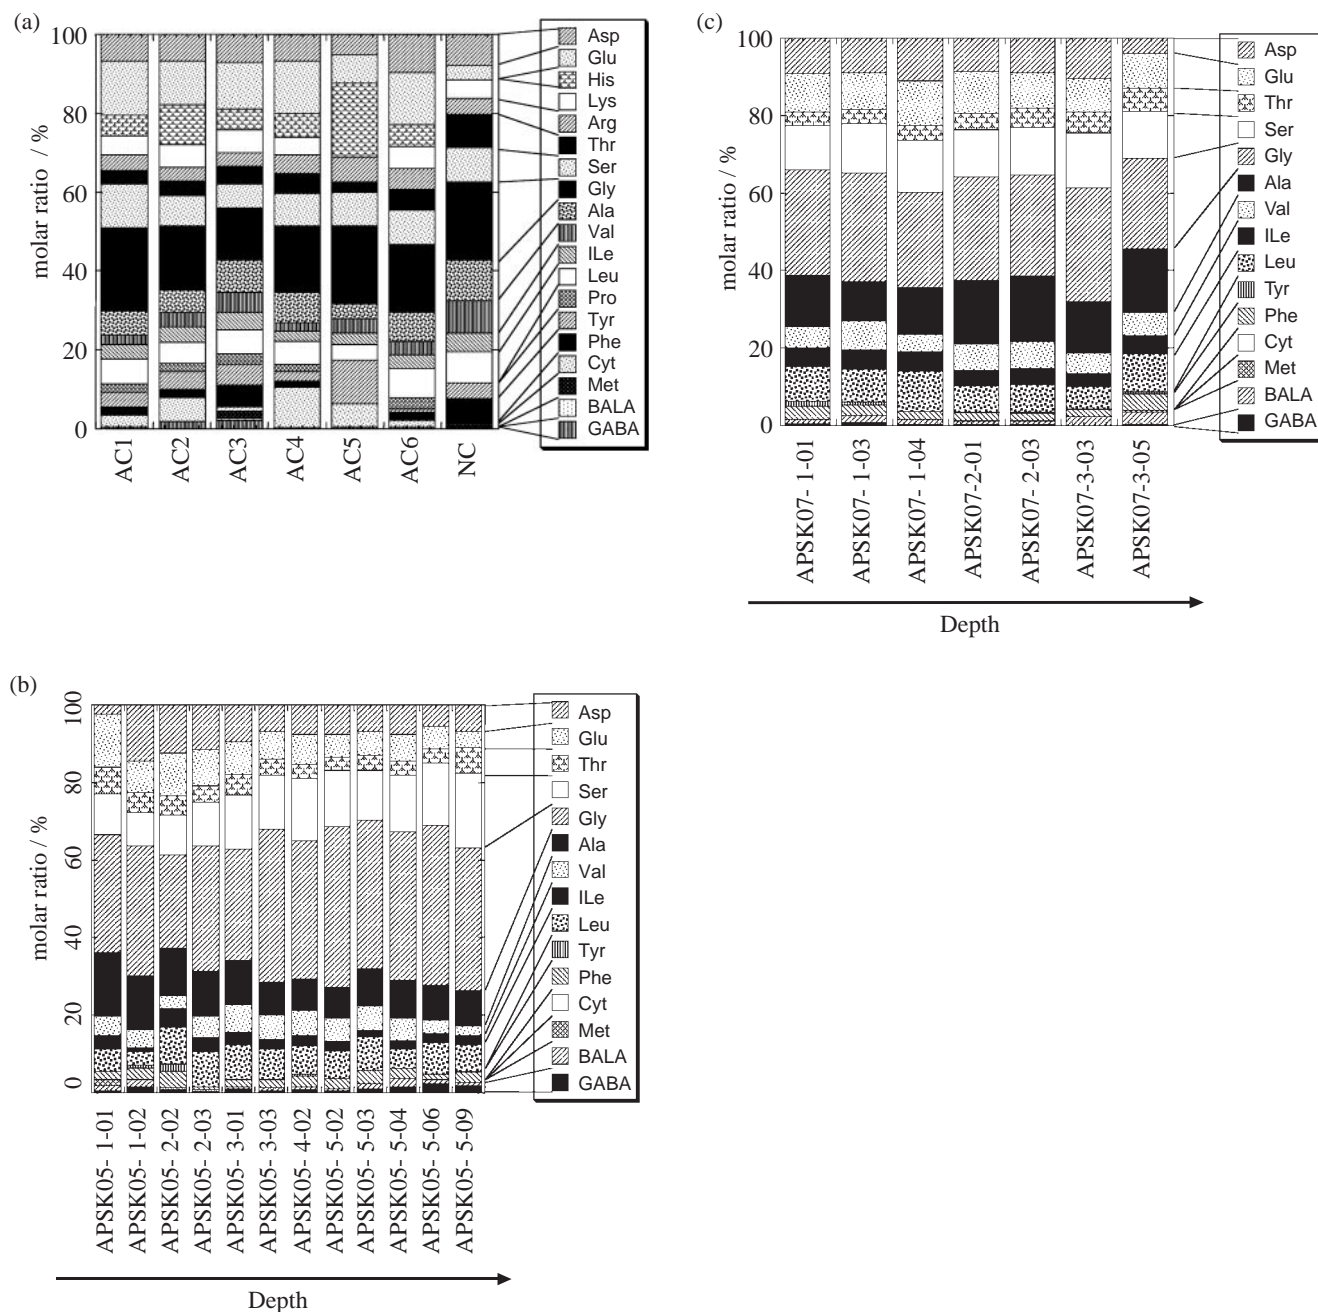 (a)
molar ratio / %
100
80
60
40
20
0
AC1
AC2
AC3
AC4
AC5
AC6
NC
Asp
Glu
His
Lys
Arg
Thr
Ser
Gly
Ala
Val
ILe
Leu
Pro
Tyr
Phe
Cyt
Met
BALA
GABA
(c)
molar ratio / %
100
80
60
40
20
0
APSK07- 1-01
APSK07- 1-03
APSK07- 1-04
APSK07-2-01
APSK07- 2-03
APSK07-3-03
APSK07-3-05
Depth
Asp
Glu
Thr
Ser
Gly
Ala
Val
ILe
Leu
Tyr
Phe
Cyt
Met
BALA
GABA
(b)
molar ratio / %
100
80
60
40
20
0
APSK05- 1-01
APSK05- 1-02
APSK05- 2-02
APSK05- 2-03
APSK05- 3-01
APSK05- 3-03
APSK05- 4-02
APSK05- 5-02
APSK05- 5-03
APSK05- 5-04
APSK05- 5-06
APSK05- 5-09
Depth
Asp
Glu
Thr
Ser
Gly
Ala
Val
ILe
Leu
Tyr
Phe
Cyt
Met
BALA
GABA